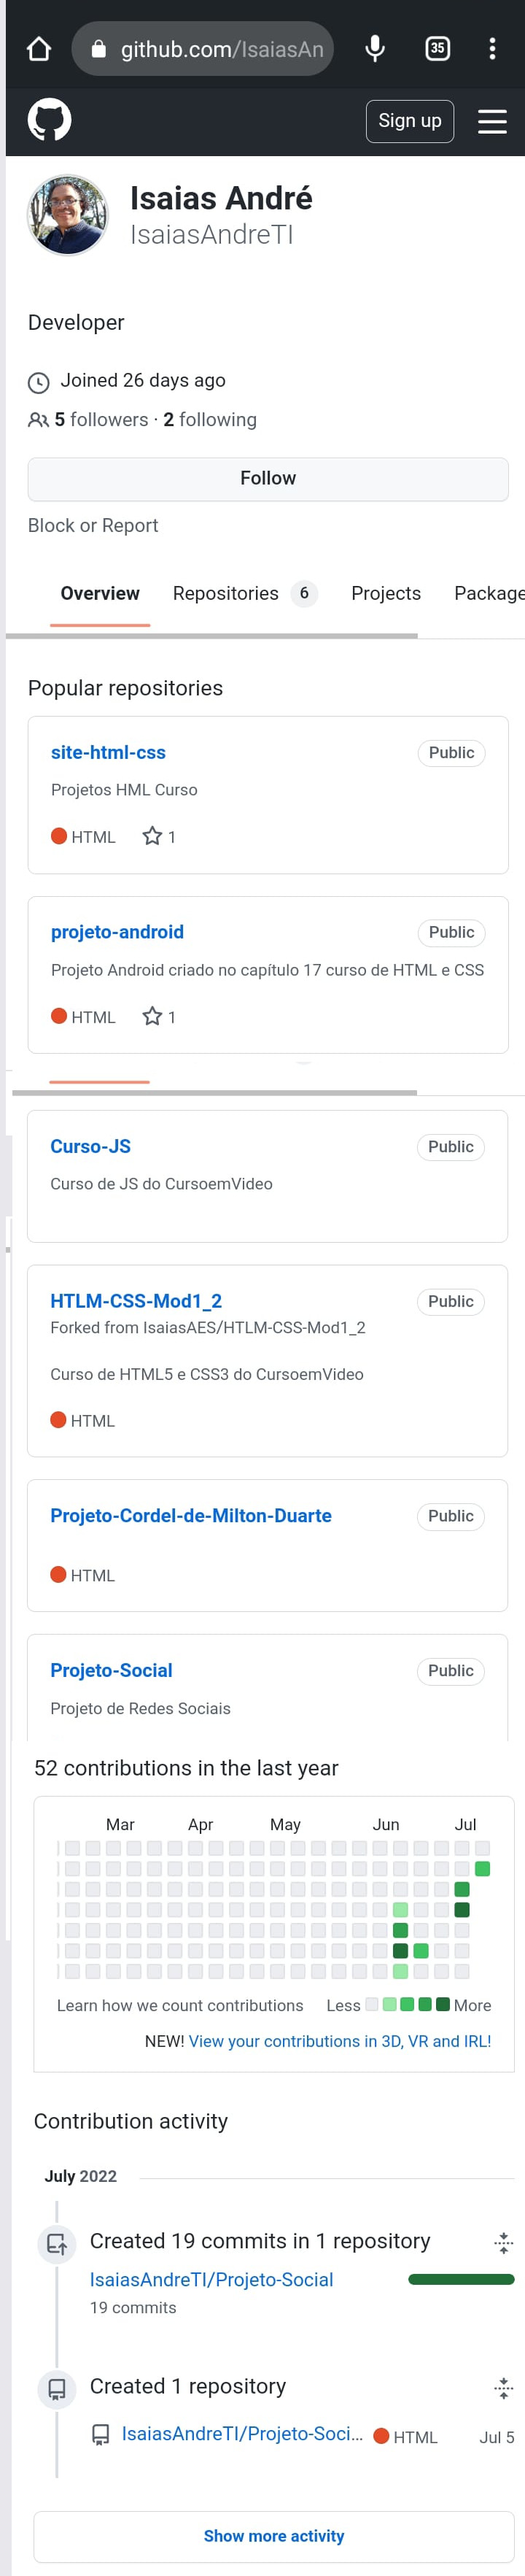 github.com/IsaiasAn
35
Sign up
Isaias André
IsaiasAndreTI
Developer
Joined 26 days ago
5 followers · 2 following
Follow
Block or Report
Overview Repositories 6 Projects Package
Popular repositories
site-html-css Public
Projetos HML Curso
HTML 1
projeto-android Public
Projeto Android criado no capítulo 17 curso de HTML e CSS
HTML 1
Curso-JS Public
Curso de JS do CursoemVideo
HTLM-CSS-Mod1_2 Public
Forked from IsaiasAES/HTLM-CSS-Mod1_2
Curso de HTML5 e CSS3 do CursoemVideo
HTML
Projeto-Cordel-de-Milton-Duarte Public
HTML
Projeto-Social Public
Projeto de Redes Sociais
52 contributions in the last year
Mar Apr May Jun Jul
Learn how we count contributions Less More
NEW! View your contributions in 3D, VR and IRL!
Contribution activity
July 2022
Created 19 commits in 1 repository
IsaiasAndreTI/Projeto-Social
19 commits
Created 1 repository
IsaiasAndreTI/Projeto-Soci... HTML Jul 5
Show more activity